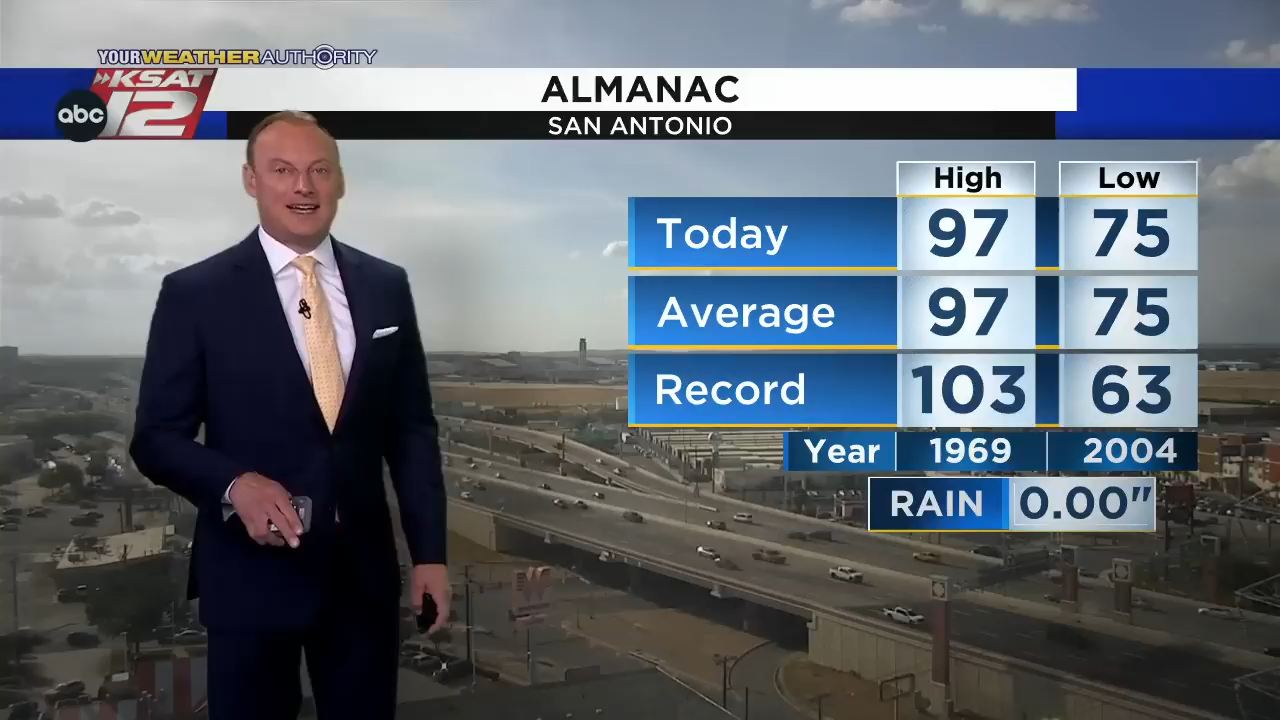 YOUR WEATHER AUTHORITY
KSAT
abc 12
ALMANAC
SAN ANTONIO
High Low
Today 97 75
Average 97 75
Record 103 63
Year 1969 2004
RAIN 0.00"